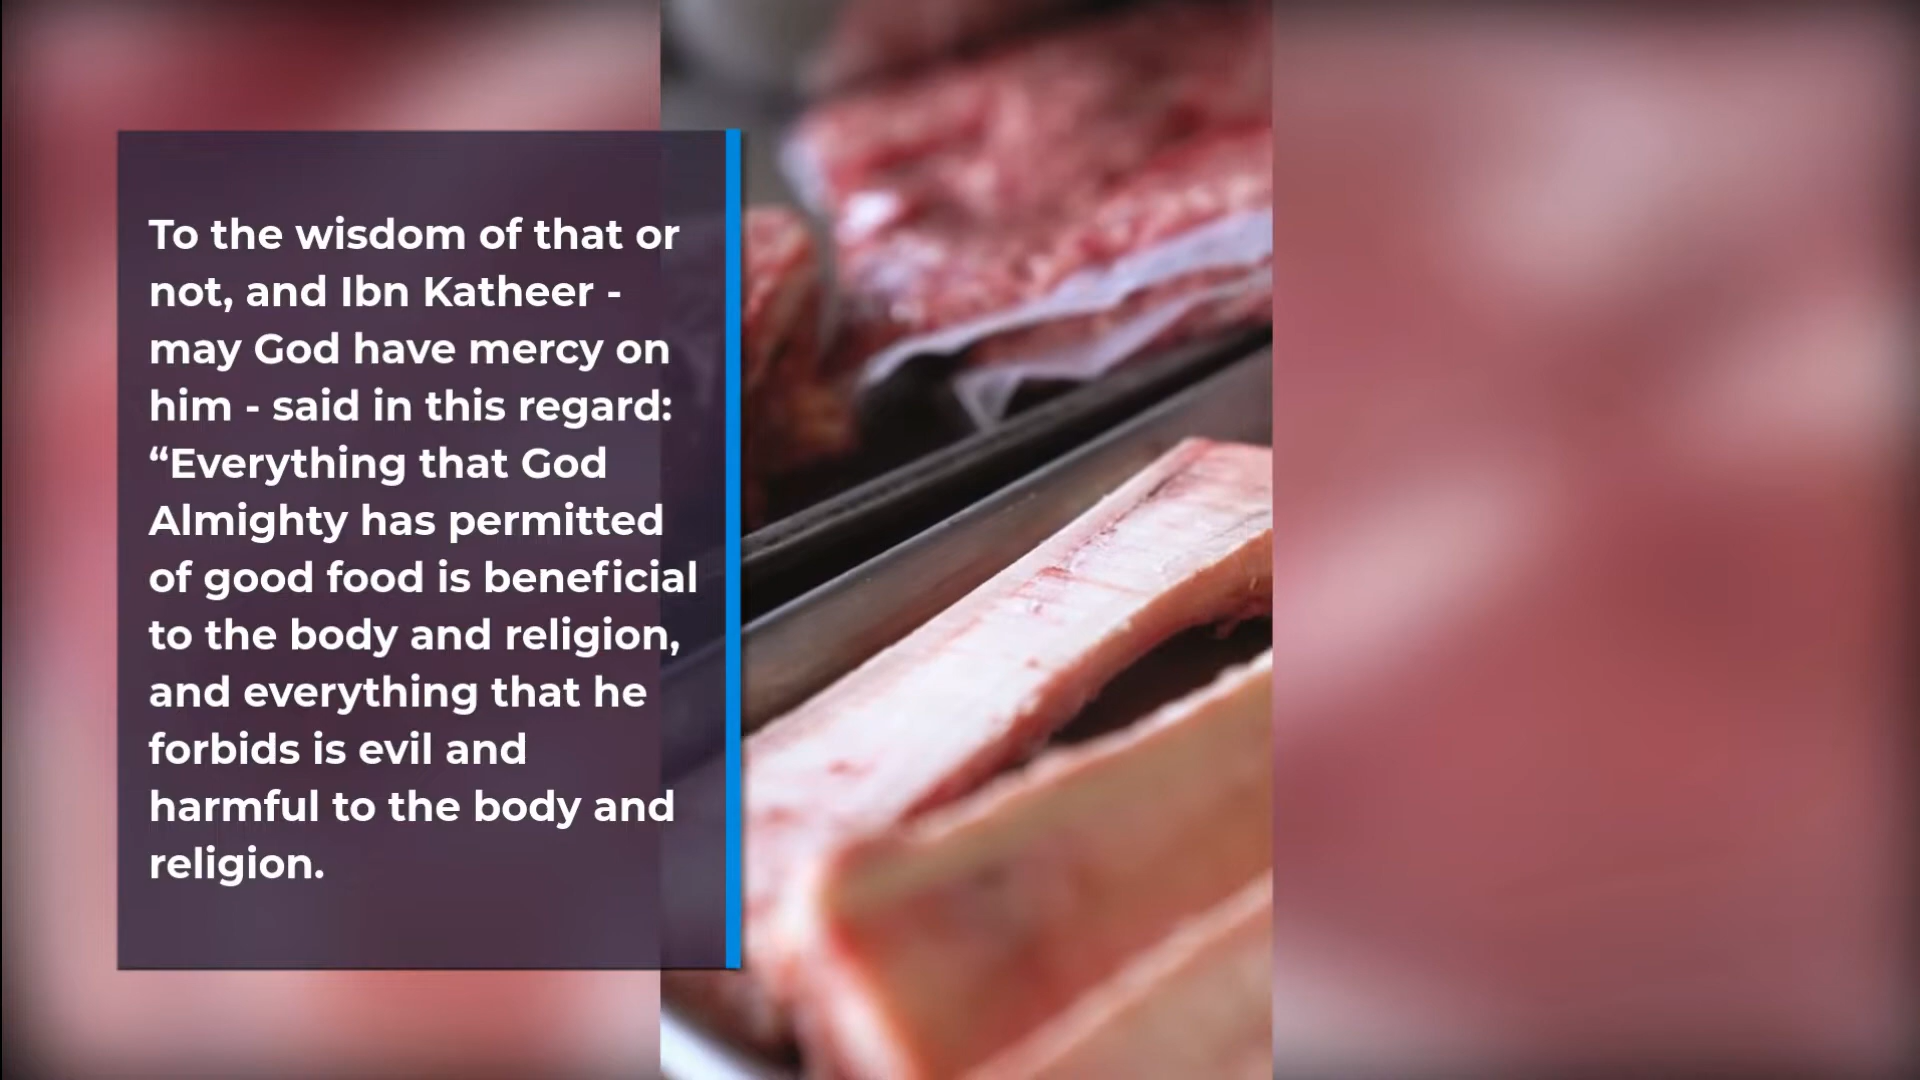 To the wisdom of that or
not, and Ibn Katheer -
may God have mercy on
him - said in this regard:
“Everything that God
Almighty has permitted
of good food is beneficial
to the body and religion,
and everything that he
forbids is evil and
harmful to the body and
religion.